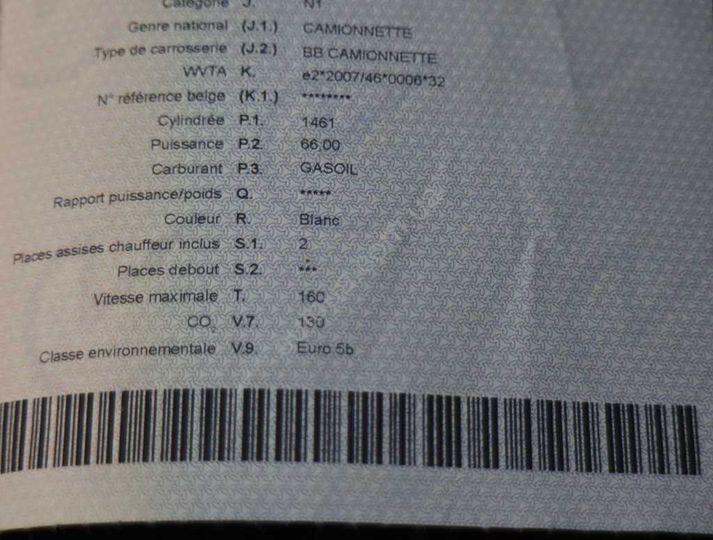 Catégorie J. N1
Genre national (J.1.) CAMIONNETTE
Type de carrosserie (J.2.) BB CAMIONNETTE
WVTA K. e2*2007/46*0006*32
N° référence belge (K.1.) ********
Cylindrée P.1. 1461
Puissance P.2. 66,00
Carburant P.3. GASOIL
Rapport puissance/poids Q. *****
Couleur R. Blanc
Places assises chauffeur inclus S.1. 2
Places debout S.2. ***
Vitesse maximale T. 160
CO₂ V.7. 130
Classe environnementale V.9. Euro 5b